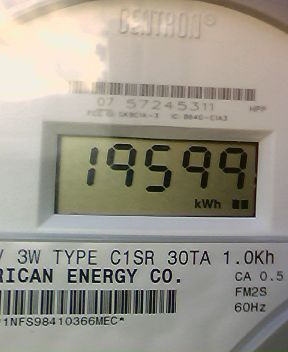 CENTRON®
07 57245311 HPP
19599
kWh
V 3W TYPE C1SR 30TA 1.0Kh
RICAN ENERGY CO. CA 0.5
FM2S
60Hz
*1NFS98410366MEC*